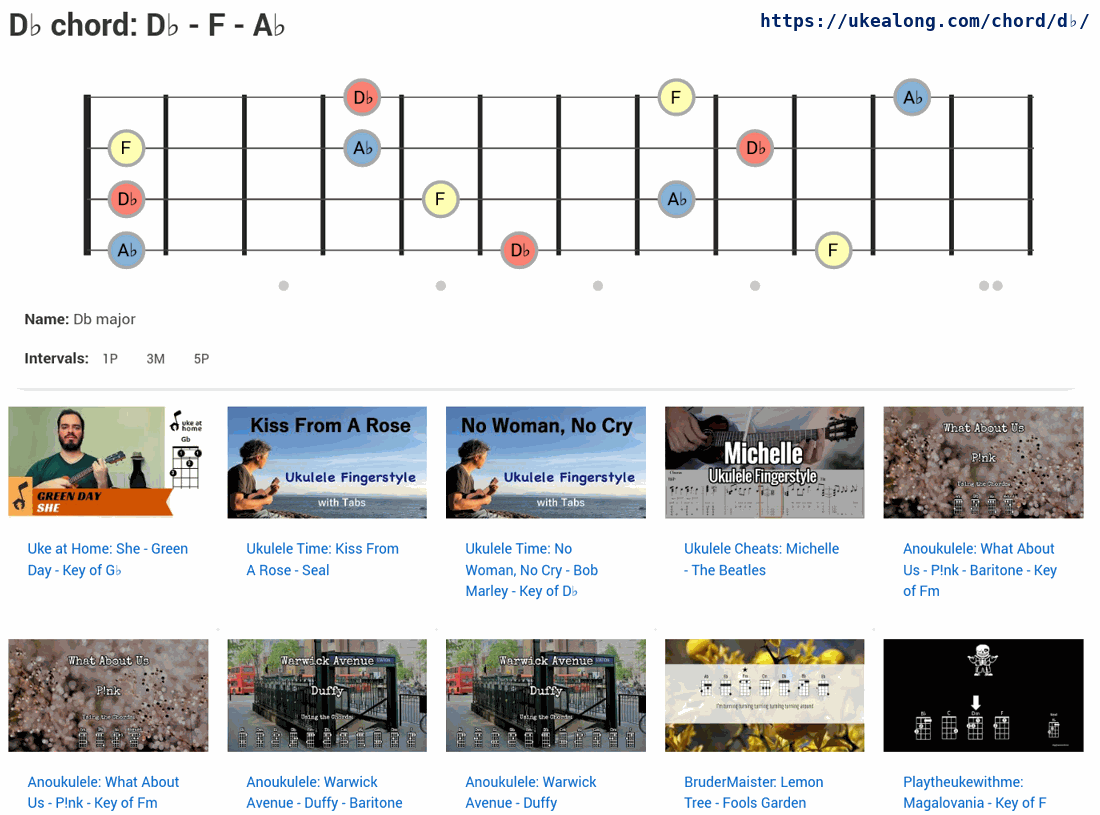 D♭ chord: D♭ - F - A♭
https://ukealong.com/chord/d♭/
D♭ F A♭
F A♭ D♭
D♭ F A♭
A♭ D♭ F
Name: Db major
Intervals: 1P 3M 5P
uke at
home
Gb
GREEN DAY
SHE
Kiss From A Rose
Ukulele Fingerstyle
with Tabs
No Woman, No Cry
Ukulele Fingerstyle
with Tabs
Michelle
Ukulele Fingerstyle
What About Us
P!nk
Using the Chords:
Uke at Home: She - Green
Day - Key of G♭
Ukulele Time: Kiss From
A Rose - Seal
Ukulele Time: No
Woman, No Cry - Bob
Marley - Key of D♭
Ukulele Cheats: Michelle
- The Beatles
Anoukulele: What About
Us - P!nk - Baritone - Key
of Fm
What About Us
P!nk
Using the Chords:
Warwick Avenue
Duffy
Using the Chords:
Warwick Avenue
Duffy
Using the Chords:
I'm turning turning turning turning turning around
Anoukulele: What About
Us - P!nk - Key of Fm
Anoukulele: Warwick
Avenue - Duffy - Baritone
Anoukulele: Warwick
Avenue - Duffy
BruderMaister: Lemon
Tree - Fools Garden
Playtheukewithme:
Magalovania - Key of F